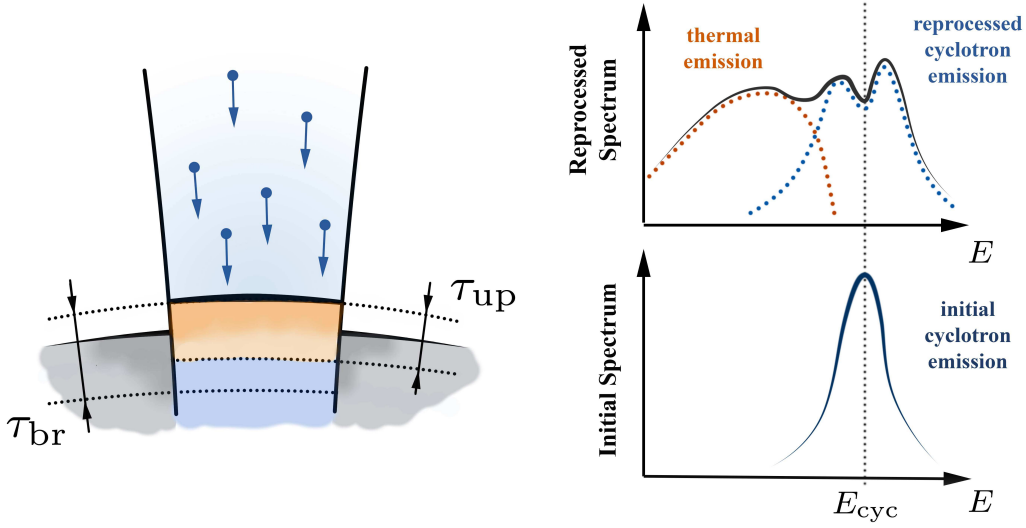 τup
τbr
Reprocessed
Spectrum
thermal
emission
reprocessed
cyclotron
emission
E
Initial Spectrum
initial
cyclotron
emission
Ecyc
E